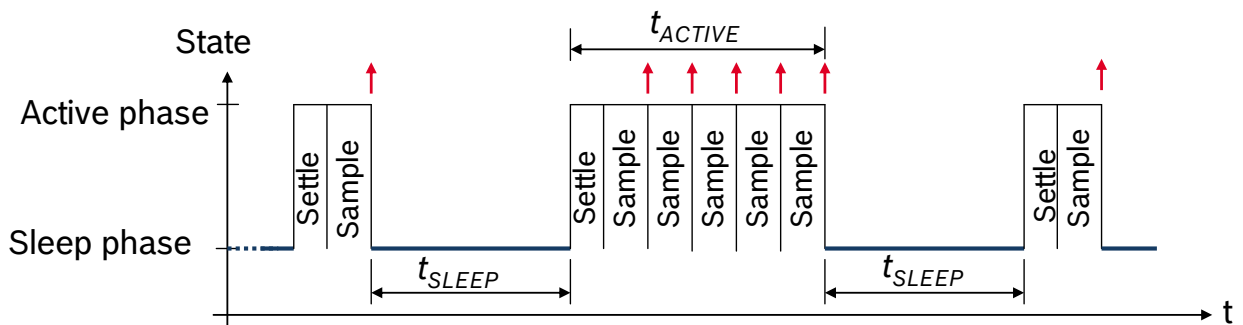 State
t_ACTIVE
Active phase
Settle
Sample
Settle
Sample
Sample
Sample
Sample
Sample
Settle
Sample
Sleep phase
t_SLEEP
t_SLEEP
t